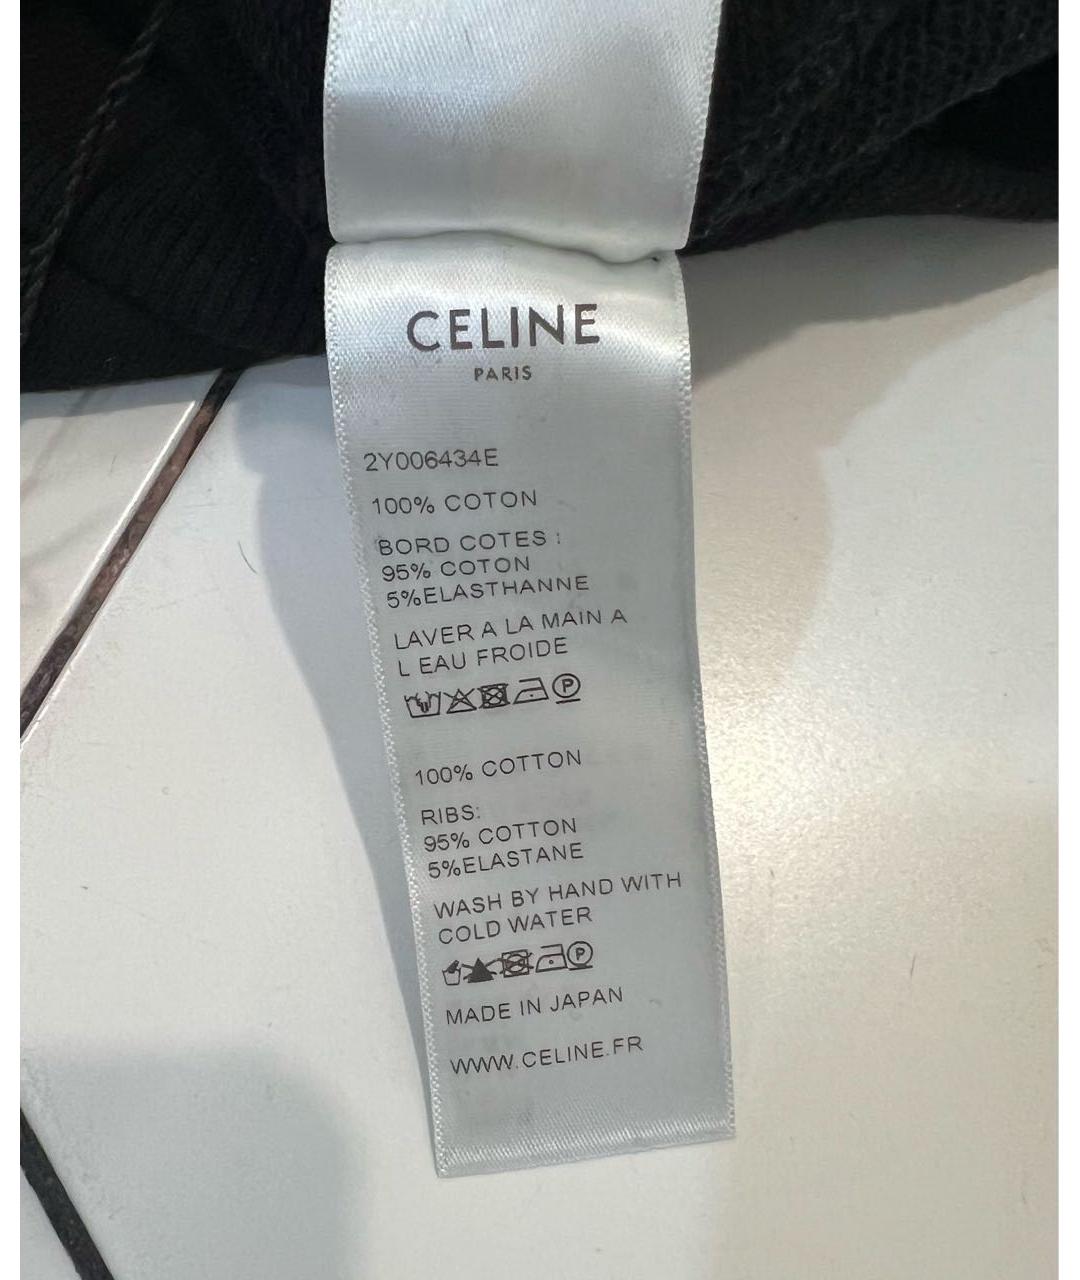 CELINE
PARIS
2Y006434E
100% COTON
BORD COTES :
95% COTON
5%ELASTHANNE
LAVER A LA MAIN A
L EAU FROIDE
P
100% COTTON
RIBS:
95% COTTON
5%ELASTANE
WASH BY HAND WITH
COLD WATER
P
MADE IN JAPAN
WWW.CELINE.FR